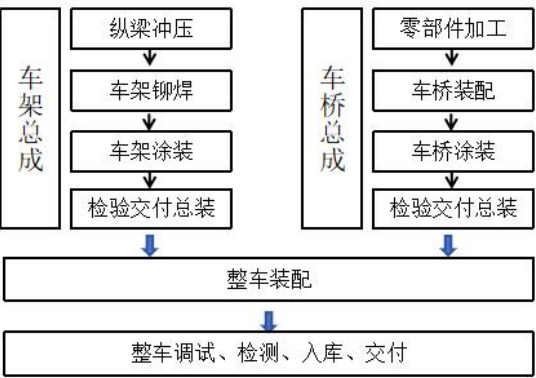 车架总成
纵梁冲压
车架铆焊
车架涂装
检验交付总装
车桥总成
零部件加工
车桥装配
车桥涂装
检验交付总装
整车装配
整车调试、检测、入库、交付